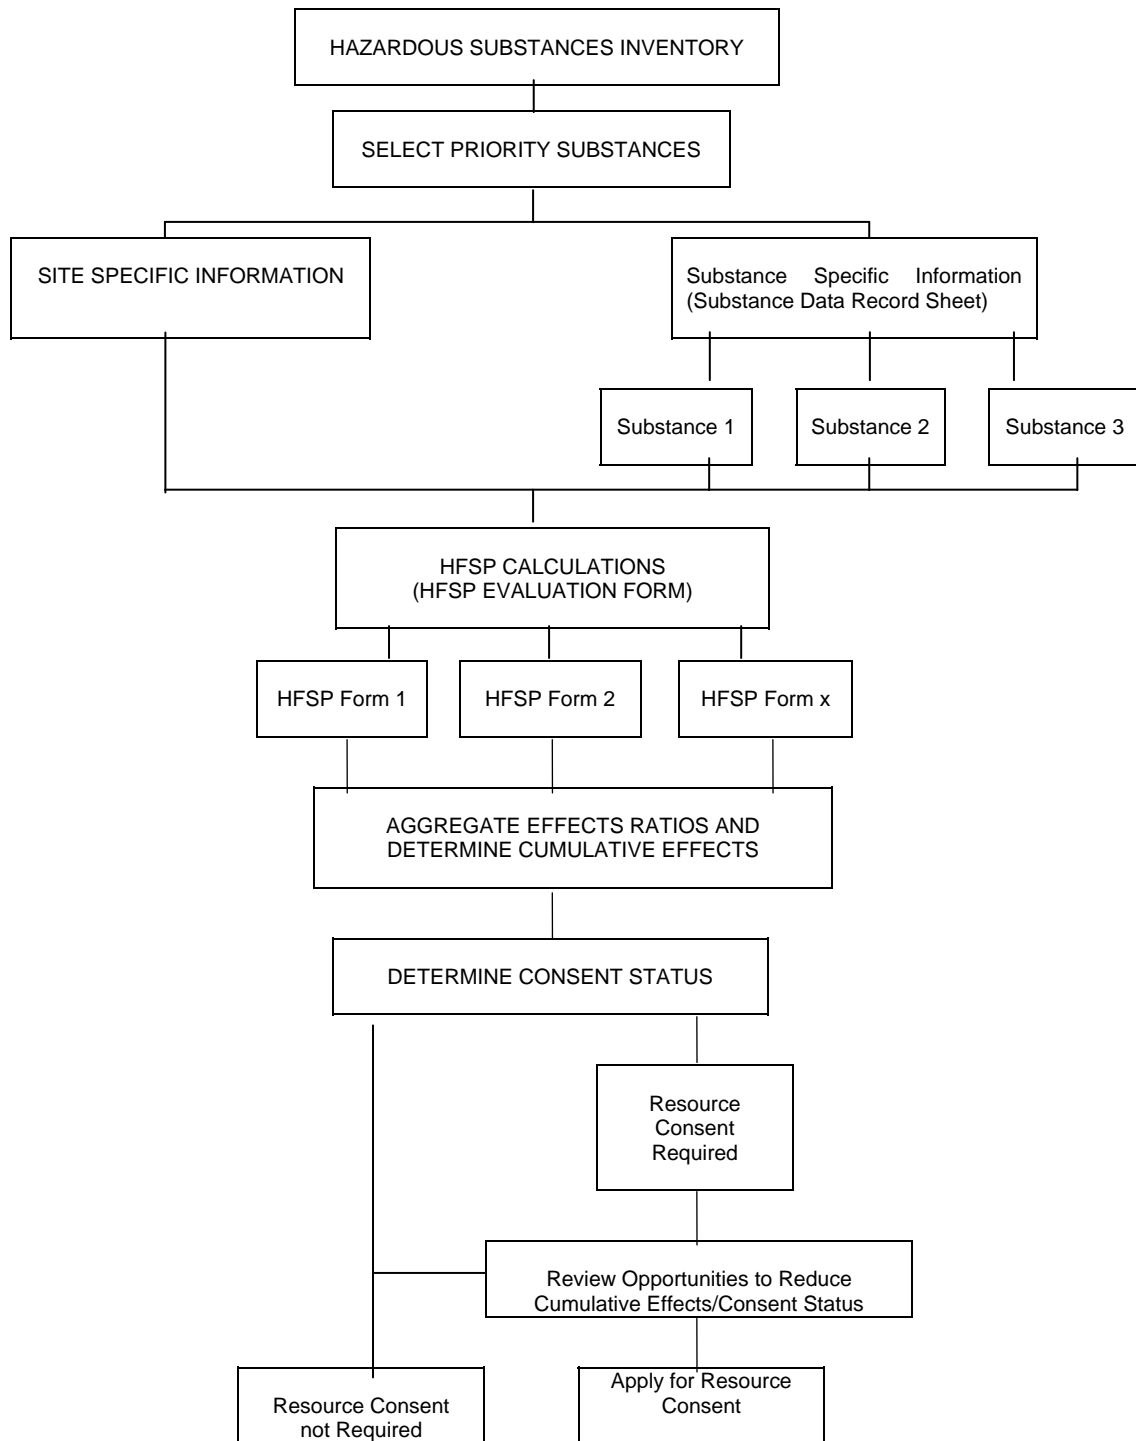 HAZARDOUS SUBSTANCES INVENTORY
SELECT PRIORITY SUBSTANCES
SITE SPECIFIC INFORMATION
Substance Specific Information
(Substance Data Record Sheet)
Substance 1
Substance 2
Substance 3
HFSP CALCULATIONS
(HFSP EVALUATION FORM)
HFSP Form 1
HFSP Form 2
HFSP Form x
AGGREGATE EFFECTS RATIOS AND
DETERMINE CUMULATIVE EFFECTS
DETERMINE CONSENT STATUS
Resource
Consent
Required
Review Opportunities to Reduce
Cumulative Effects/Consent Status
Resource Consent
not Required
Apply for Resource
Consent